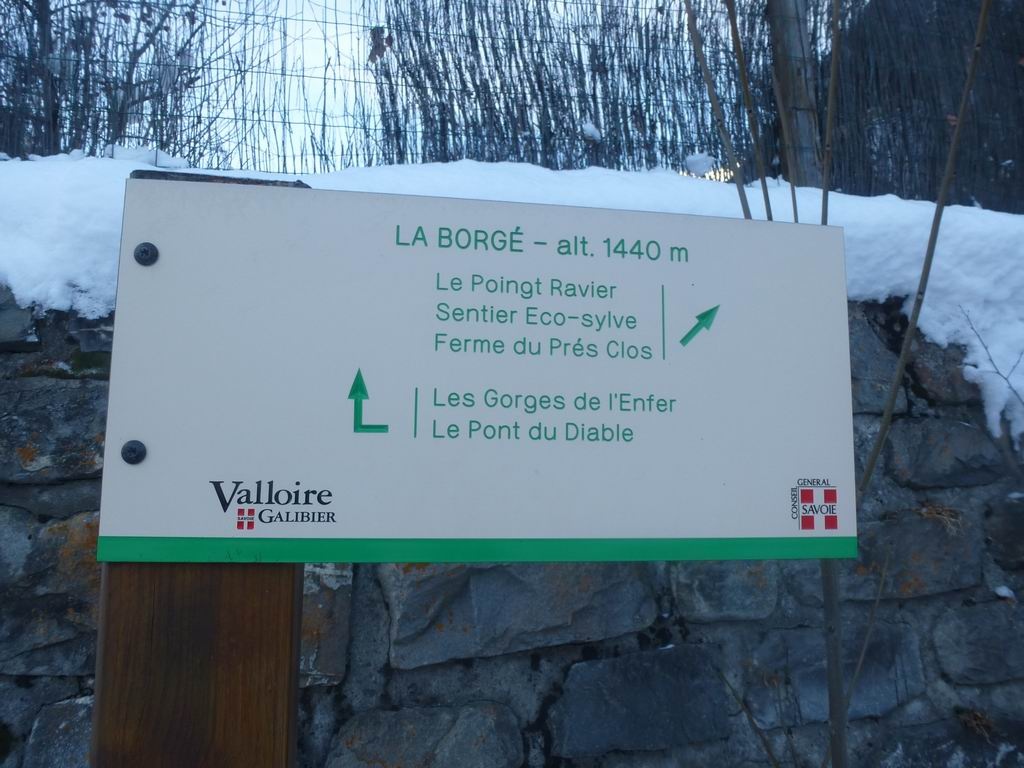 LA BORGÉ - alt. 1440 m
Le Poingt Ravier
Sentier Eco-sylve
Ferme du Prés Clos
Les Gorges de l'Enfer
Le Pont du Diable
Valloire
SAVOIE
GALIBIER
CONSEIL
GENERAL
SAVOIE